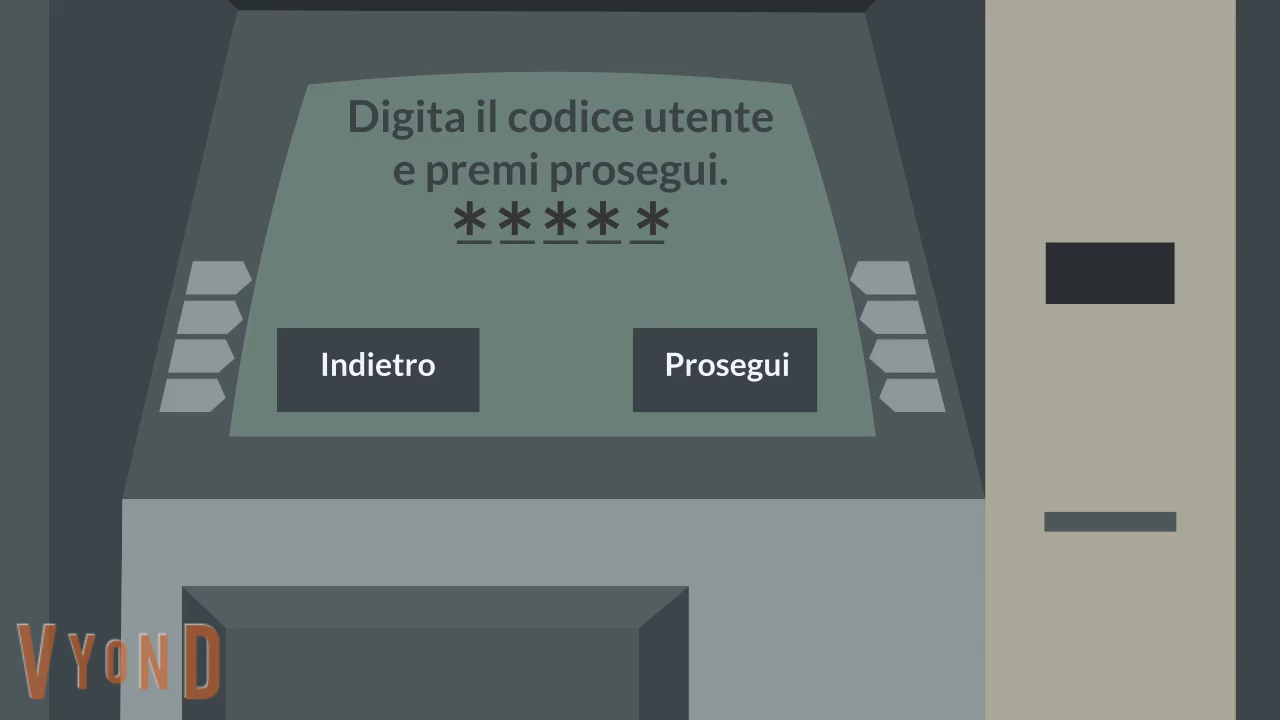 Digita il codice utente
e premi prosegui.
* * * * *
Indietro
Prosegui
VYOND